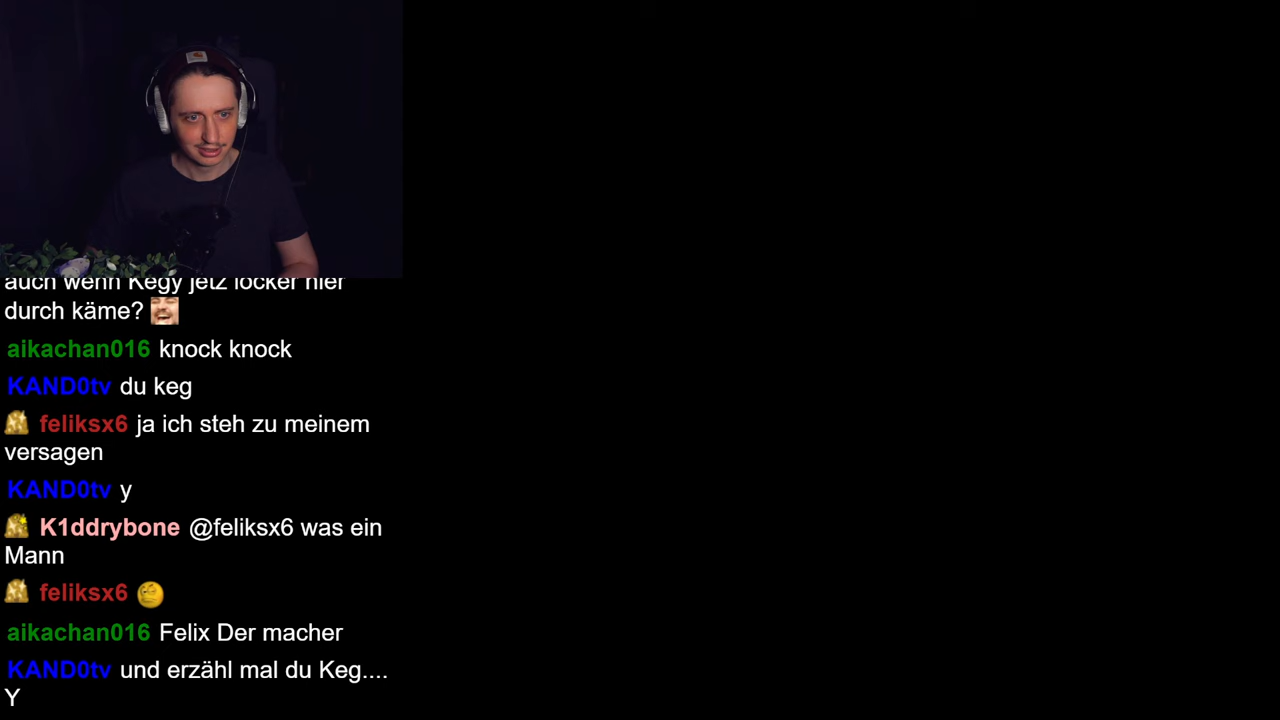 auch wenn Kegy jetz locker hier
durch käme?
aikachan016 knock knock
KAND0tv du keg
feliksx6 ja ich steh zu meinem
versagen
KAND0tv y
K1ddrybone @feliksx6 was ein
Mann
feliksx6
aikachan016 Felix Der macher
KAND0tv und erzähl mal du Keg....
Y